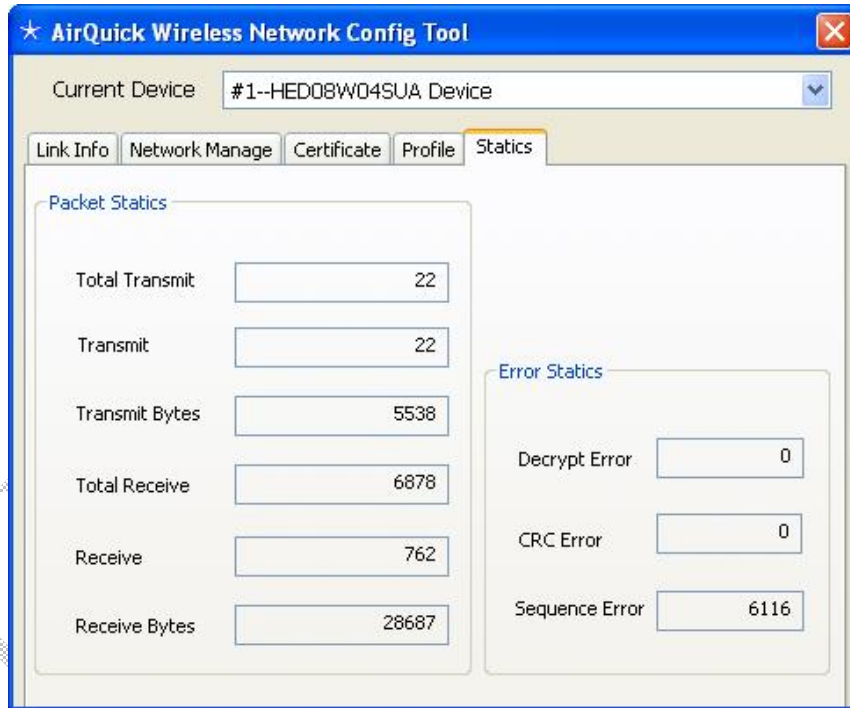 AirQuick Wireless Network Config Tool
Current Device #1--HED08W04SUA Device
Link Info Network Manage Certificate Profile Statics
Packet Statics
Total Transmit 22
Transmit 22
Transmit Bytes 5538
Total Receive 6878
Receive 762
Receive Bytes 28687
Error Statics
Decrypt Error 0
CRC Error 0
Sequence Error 6116